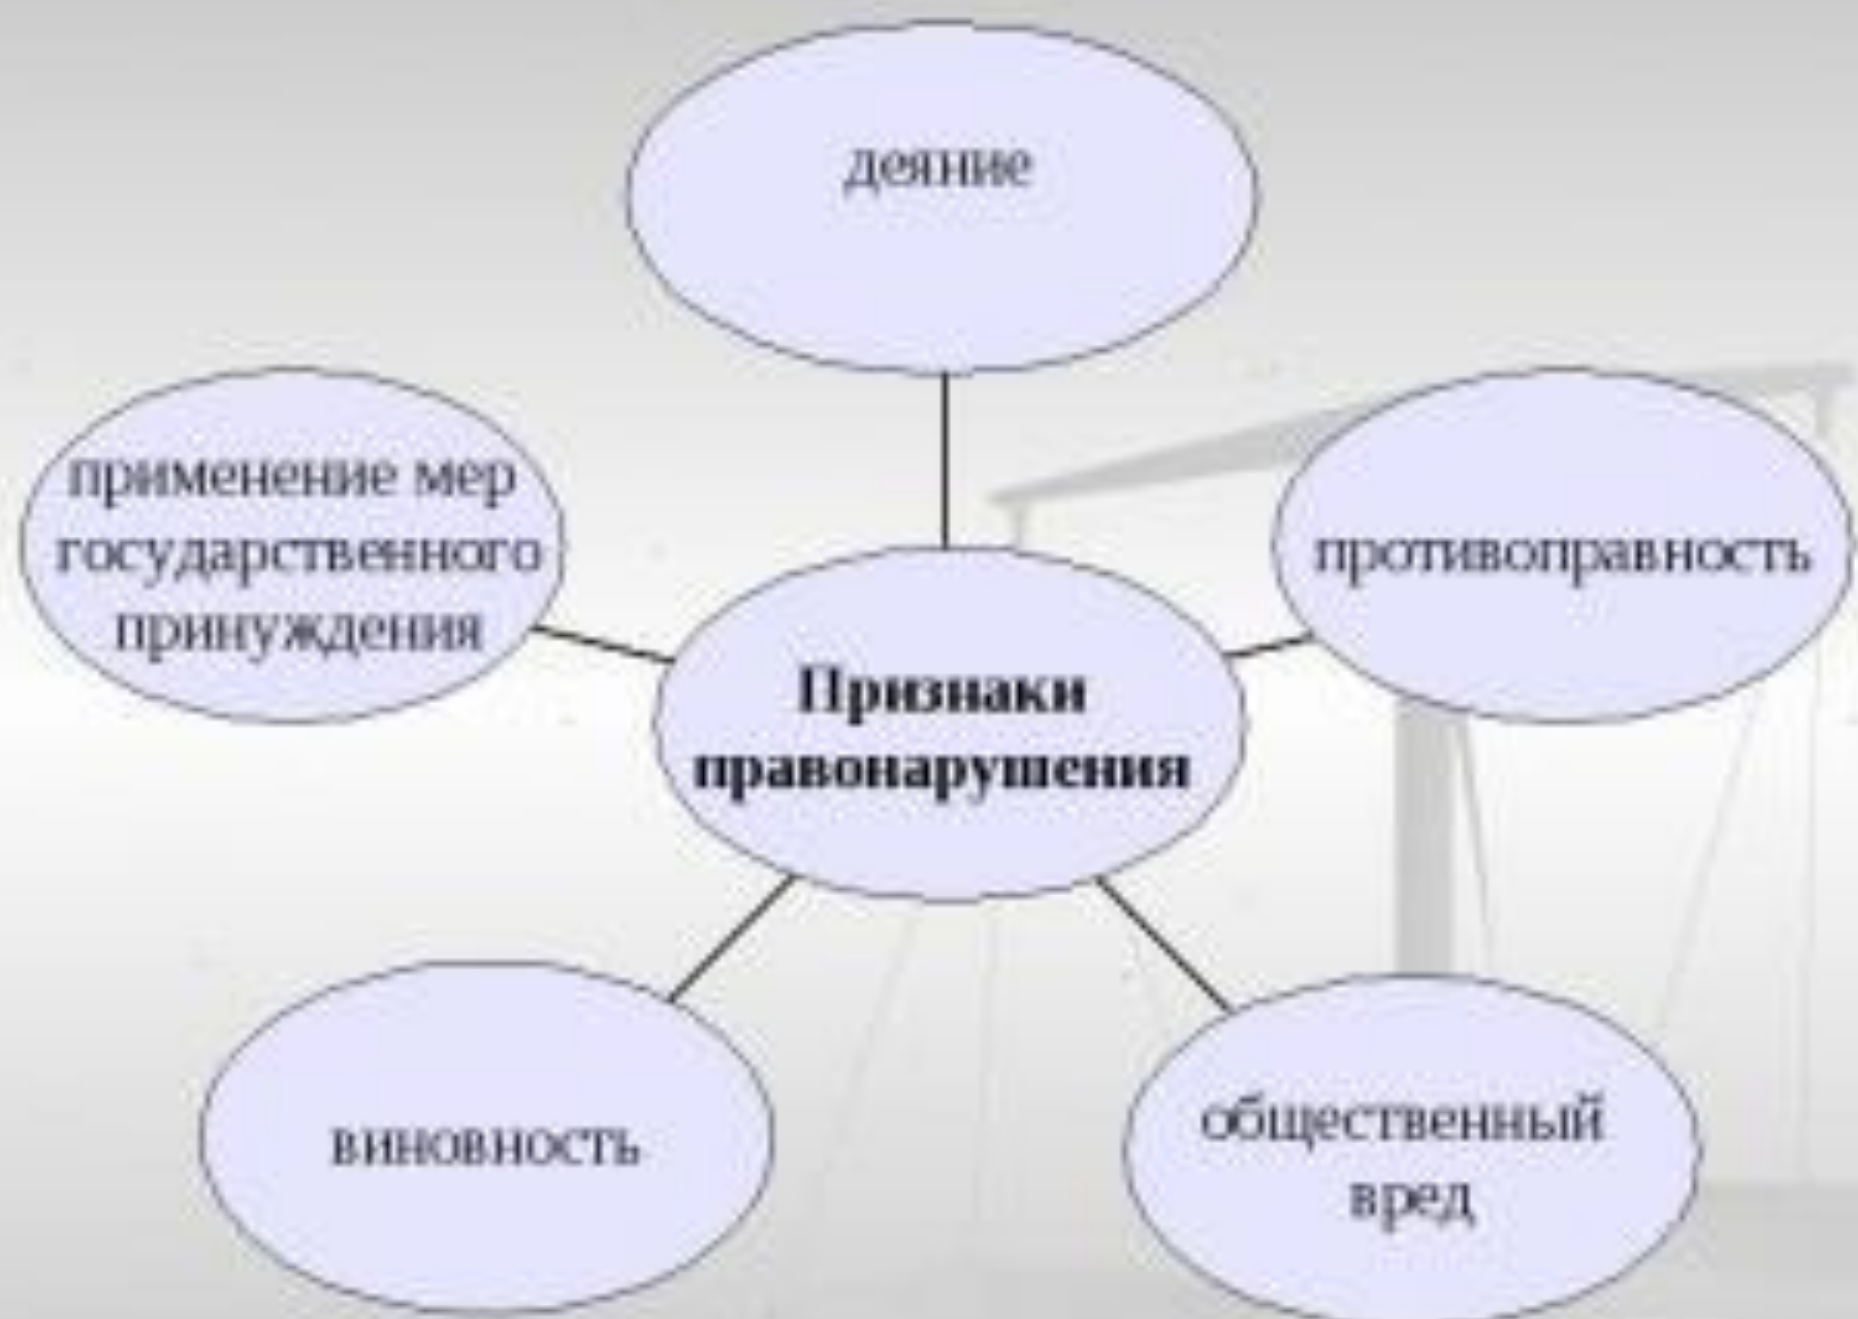 деяние
применение мер
государственного
принуждения
противоправность
Признаки
правонарушения
виновность
общественный
вред